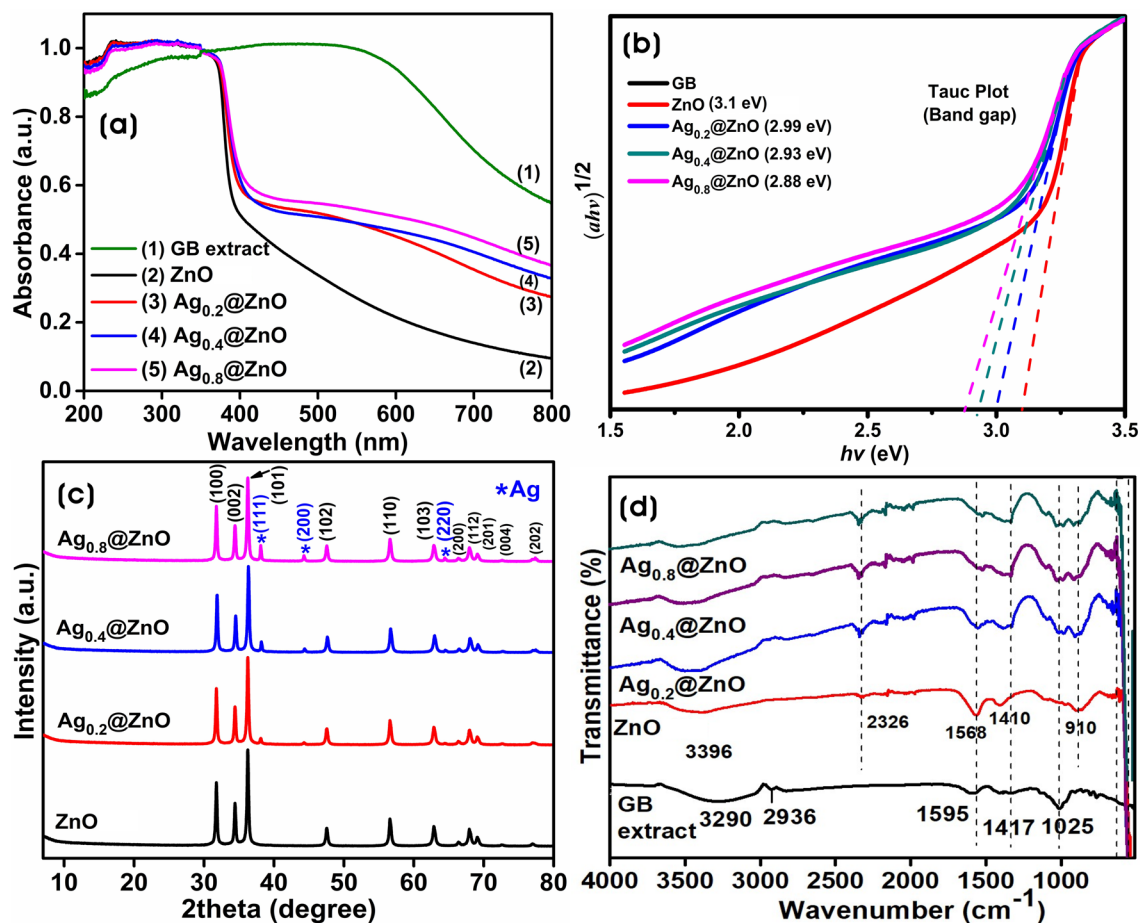 (a)
Absorbance (a.u.)
1.0
0.8
0.6
0.4
0.2
0.0
(1)
(5)
(4)
(3)
(2)
(1) GB extract
(2) ZnO
(3) Ag0.2@ZnO
(4) Ag0.4@ZnO
(5) Ag0.8@ZnO
200 300 400 500 600 700 800
Wavelength (nm)
(b)
GB
ZnO (3.1 eV)
Ag0.2@ZnO (2.99 eV)
Ag0.4@ZnO (2.93 eV)
Ag0.8@ZnO (2.88 eV)
Tauc Plot
(Band gap)
(ahv)1/2
1.5 2.0 2.5 3.0 3.5
hv (eV)
(c)
*Ag
(100) (002) (101) *(111) *(200) (102) (110) (103) *(220) (200) (112) (201) (004) (202)
Ag0.8@ZnO
Ag0.4@ZnO
Ag0.2@ZnO
ZnO
Intensity (a.u.)
10 20 30 40 50 60 70 80
2theta (degree)
(d)
Transmittance (%)
Ag0.8@ZnO
Ag0.4@ZnO
Ag0.2@ZnO
ZnO
3396 2326 1568 1410 910
GB
extract
3290 2936 1595 1417 1025
4000 3500 3000 2500 2000 1500 1000
Wavenumber (cm-1)